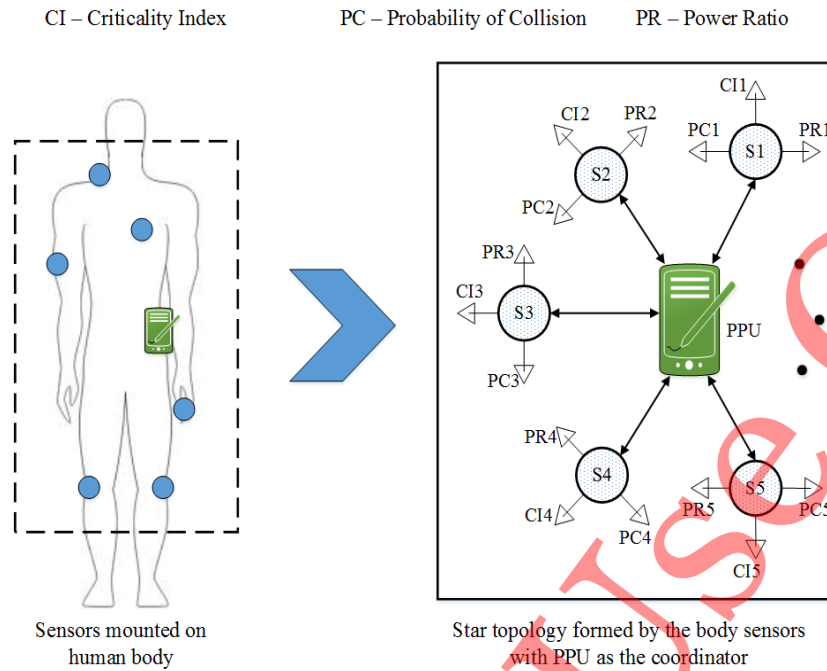 CI – Criticality Index
PC – Probability of Collision
PR – Power Ratio
CI1
CI2
PR2
PC1
PR1
S1
S2
PC2
PR3
CI3
S3
PPU
PC3
PR4
S4
S5
PR5
PC5
CI4
PC4
CI5
Sensors mounted on
human body
Star topology formed by the body sensors
with PPU as the coordinator
Use